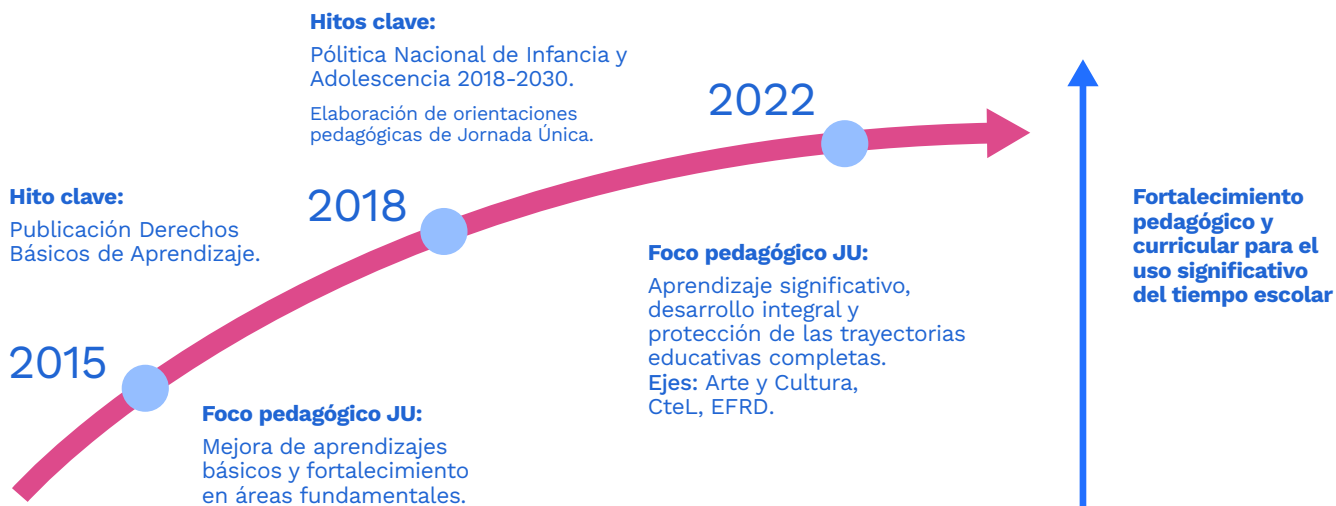 Hitos clave:
Pólitica Nacional de Infancia y
Adolescencia 2018-2030.
Elaboración de orientaciones
pedagógicas de Jornada Única.
2022
Hito clave:
Publicación Derechos
Básicos de Aprendizaje.
2018
Fortalecimiento
pedagógico y
curricular para el
uso significativo
del tiempo escolar
Foco pedagógico JU:
Aprendizaje significativo,
desarrollo integral y
protección de las trayectorias
educativas completas.
Ejes: Arte y Cultura,
CteL, EFRD.
2015
Foco pedagógico JU:
Mejora de aprendizajes
básicos y fortalecimiento
en áreas fundamentales.